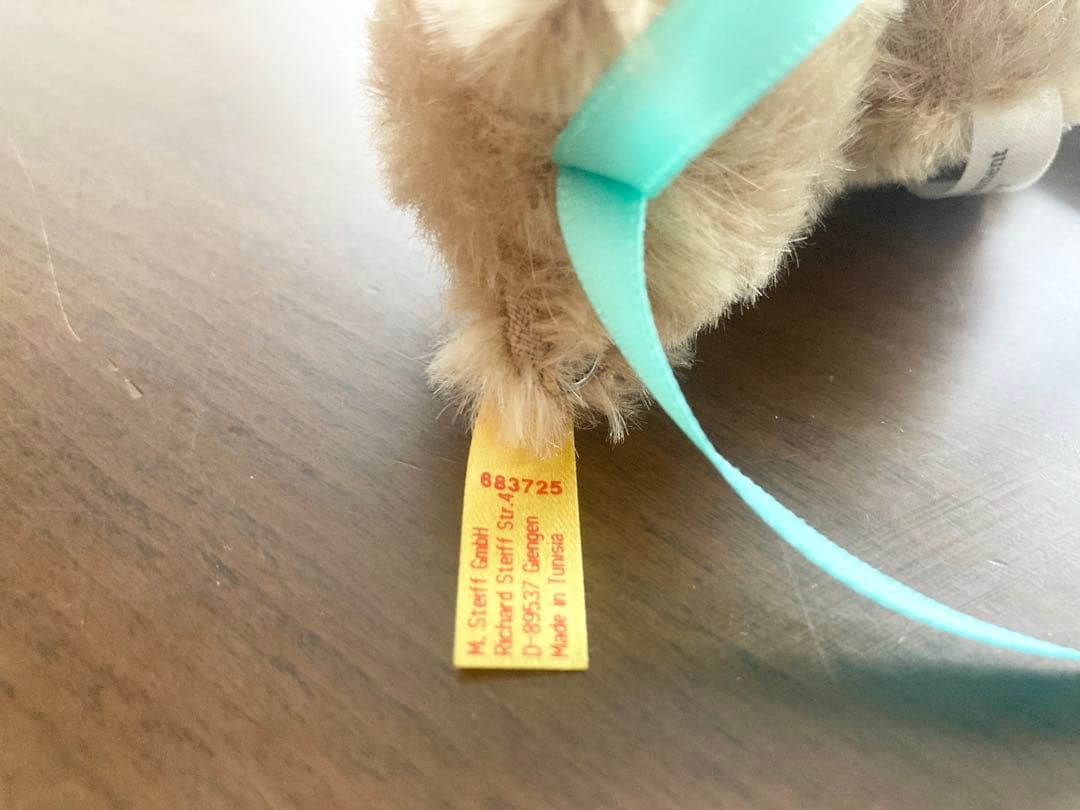 683725
M. Steiff GmbH
Richard Steiff Str.4
D-89537 Giengen
Made in Tunisia